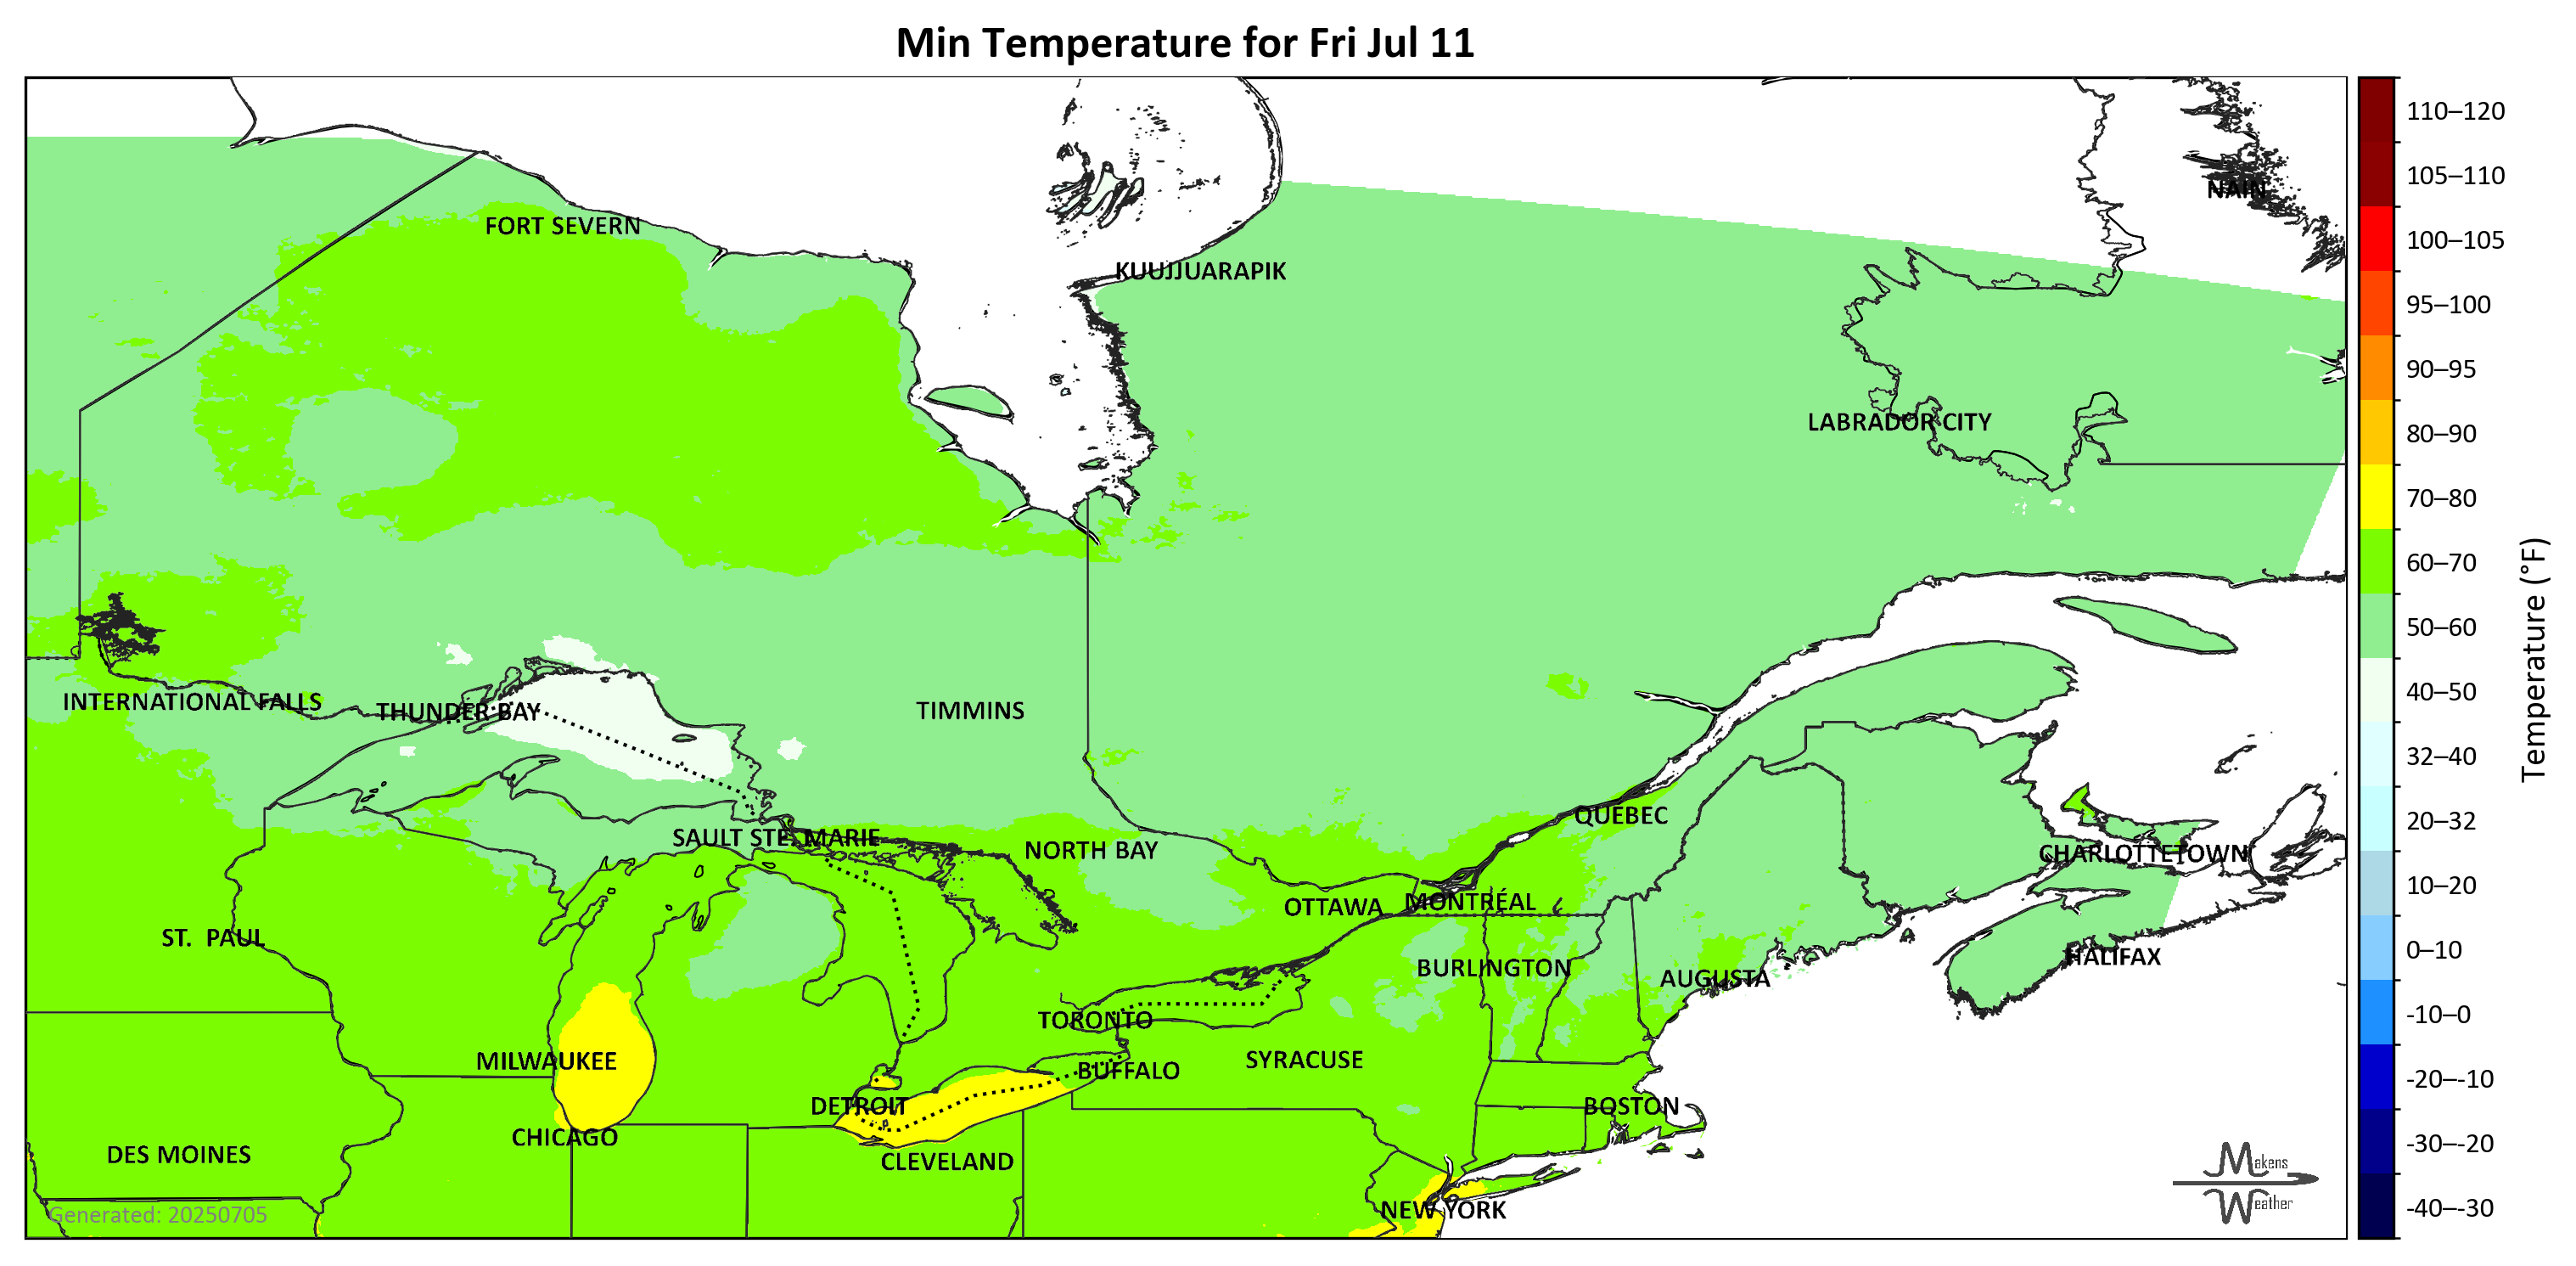 Min Temperature for Fri Jul 11
NAIN
FORT SEVERN
KUUJJUARAPIK
LABRADOR CITY
INTERNATIONAL FALLS
THUNDER BAY
TIMMINS
QUÉBEC
SAULT STE. MARIE
NORTH BAY
CHARLOTTETOWN
OTTAWA
MONTRÉAL
ST. PAUL
HALIFAX
BURLINGTON
AUGUSTA
TORONTO
MILWAUKEE
SYRACUSE
BUFFALO
DETROIT
BOSTON
CHICAGO
DES MOINES
CLEVELAND
NEW YORK
Generated: 20250705
Makens
Weather
110–120
105–110
100–105
95–100
90–95
80–90
70–80
60–70
50–60
40–50
32–40
20–32
10–20
0–10
-10–0
-20–-10
-30–-20
-40–-30
Temperature (°F)